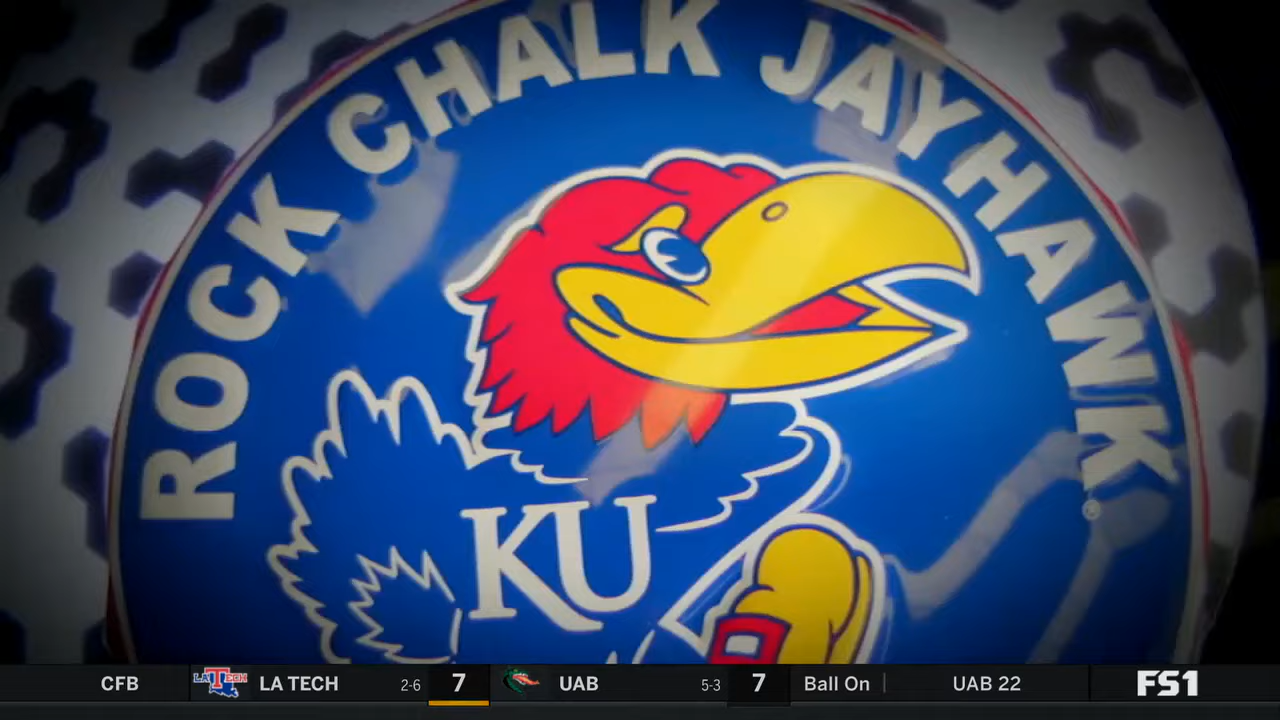 ROCK CHALK JAYHAWK
®
KU
CFB LA TECH LA TECH 2-6 7 UAB 5-3 7 Ball On UAB 22 FS1